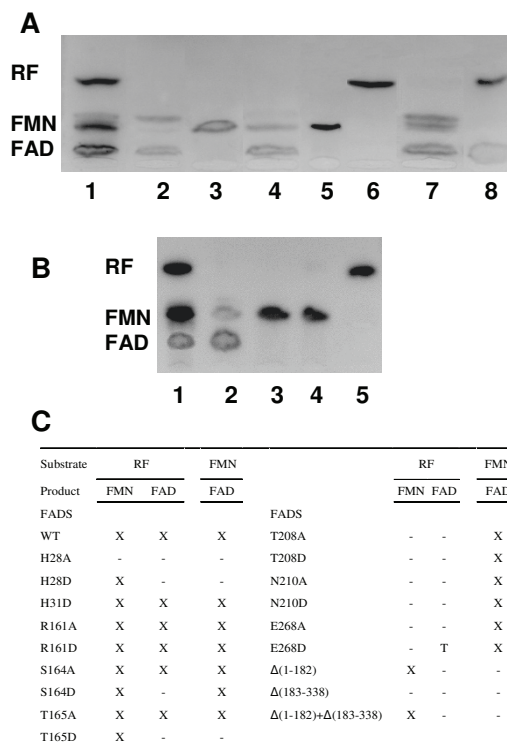 A
RF
FMN
FAD
1 2 3 4 5 6 7 8
B
RF
FMN
FAD
1 2 3 4 5
C
Substrate RF FMN RF FMN
Product FMN FAD FAD FMN FAD FAD
FADS FADS
WT X X X T208A - - X
H28A - - - T208D - - X
H28D X - - N210A - - X
H31D X X X N210D - - X
R161A X X X E268A - - X
R161D X X X E268D - T X
S164A X X X Δ(1-182) X - -
S164D X - X Δ(183-338) - - -
T165A X X X Δ(1-182)+Δ(183-338) X - -
T165D X - -